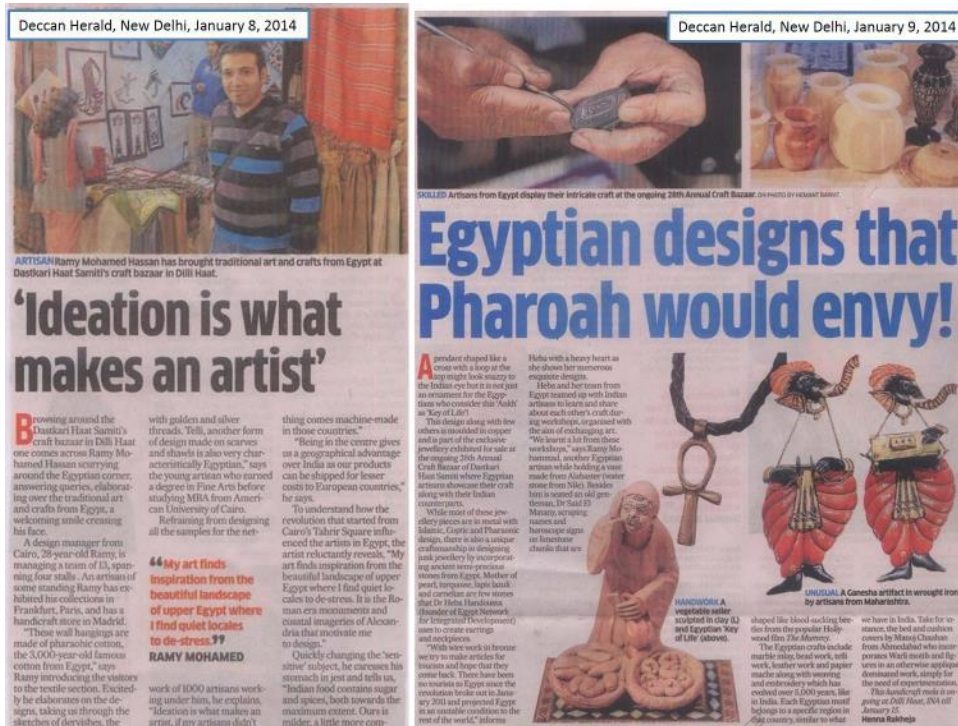 Deccan Herald, New Delhi, January 8, 2014
ARTISAN Ramy Mohamed Hassan has brought traditional art and crafts from Egypt at
Dastkari Haat Samiti's craft bazaar in Dilli Haat.
'Ideation is what
makes an artist'
Browsing around the
Dastkari Haat Samiti's
craft bazaar in Dilli Haat
one comes across Ramy Mo-
hamed Hassan scurrying
around the Egyptian corner,
answering queries, elaborat-
ing over the traditional art
and crafts from Egypt, a
welcoming smile creasing
his face.
A design manager from
Cairo, 28-year-old Ramy, is
managing a team of 13, span-
ning four stalls. An artisan of
some standing Ramy has ex-
hibited his collections in
Frankfurt, Paris, and has a
handicraft store in Madrid.
"These wall hangings are
made of pharaohic cotton,
the 3,000-year-old famous
cotton from Egypt," says
Ramy introducing the visitors
to the textile section. Excited-
ly he elaborates on the de-
signs, taking us through the
sketches of dervishes, the
with golden and silver
threads. Telli, another form
of design made on scarves
and shawls is also very char-
acteristically Egyptian," says
the young artisan who earned
a degree in Fine Arts before
studying MBA from Ameri-
can University of Cairo.
Refraining from designing
all the samples for the net-
"My art finds
inspiration from the
beautiful landscape
of upper Egypt where
I find quiet locales
to de-stress."
RAMY MOHAMED
work of 1000 artisans work-
ing under him, he explains,
"Ideation is what makes an
artist, if my artisans didn't
thing comes machine-made
in those countries."
"Being in the centre gives
us a geographical advantage
over India as our products
can be shipped for lesser
costs to European countries,"
he says.
To understand how the
revolution that started from
Cairo's Tahrir Square influ-
enced the artists in Egypt, the
artist reluctantly reveals, "My
art finds inspiration from the
beautiful landscape of upper
Egypt where I find quiet lo-
cales to de-stress. It is the Ro-
man era monuments and
coastal imageries of Alexan-
dria that motivate me
to design."
Quickly changing the 'sen-
sitive' subject, he caresses his
stomach in jest and tells us,
"Indian food contains sugar
and spices, both towards the
maximum extent. Ours is
milder, a little more com-
Deccan Herald, New Delhi, January 9, 2014
SKILLED Artisans from Egypt display their intricate craft at the ongoing 28th Annual Craft Bazaar. DH PHOTO BY HEMANT RAWAT
Egyptian designs that
Pharoah would envy!
A pendant shaped like a
cross with a loop at the
top might look snazzy to
the Indian eye but it is not just
an ornament for the Egyp-
tians who consider this 'Ankh'
as 'Key of Life'!
This design along with few
others is moulded in copper
and is part of the exclusive
jewellery exhibited for sale at
the ongoing 28th Annual
Craft Bazaar of Dastkari
Haat Samiti where Egyptian
artisans showcase their craft
along with their Indian
counterparts.
While most of these jew-
ellery pieces are in metal with
Islamic, Coptic and Pharaonic
design, there is also a unique
craftsmanship in designing
junk jewellery by incorporat-
ing ancient semi-precious
stones from Egypt. Mother of
pearl, turquoise, lapis lazuli
and carnelian are few stones
that Dr Heba Handoussa
(founder of Egypt Network
for Integrated Development)
uses to create earrings
and neckpieces.
"With wire work in bronze
we try to make articles for
tourists and hope that they
come back. There have been
no tourists to Egypt since the
revolution broke out in Janu-
ary 2011 and projected Egypt
in an unstable condition to the
rest of the world," informs
Heba with a heavy heart as
she shows her numerous
exquisite designs.
Heba and her team from
Egypt teamed up with Indian
artisans to learn and share
about each other's craft dur-
ing workshops, organised with
the aim of exchanging art.
"We learnt a lot from these
workshops," says Ramy Mo-
hammad, another Egyptian
artisan while holding a vase
made from Alabaster (water
stone from Nile). Besides
him is seated an old gen-
tleman, Dr Said El
Masary, scraping
names and
horoscope signs
on limestone
chunks that are
HANDWORK A
vegetable seller
sculpted in clay (L)
and Egyptian 'Key
of Life' (above).
UNUSUAL A Ganesha artifact in wrought iron
by artisans from Maharashtra.
shaped like blood-sucking bee-
tles from the popular Holly-
wood film The Mummy.
The Egyptian crafts include
marble inlay, bead work, telli
work, leather work and papier
mache along with weaving
and embroidery which has
evolved over 5,000 years, like
in India. Each Egyptian motif
belongs to a specific region in
that country, similar to what
we have in India. Take for in-
stance, the bed and cushion
covers by Manoj Chauhan
from Ahmedabad who incor-
porates Warli motifs and fig-
ures in an otherwise applique
dominated work, simply for
the need of experimentation.
This handicraft mela is on-
going at Dilli Haat, INA till
January 15.
Henna Rakheja